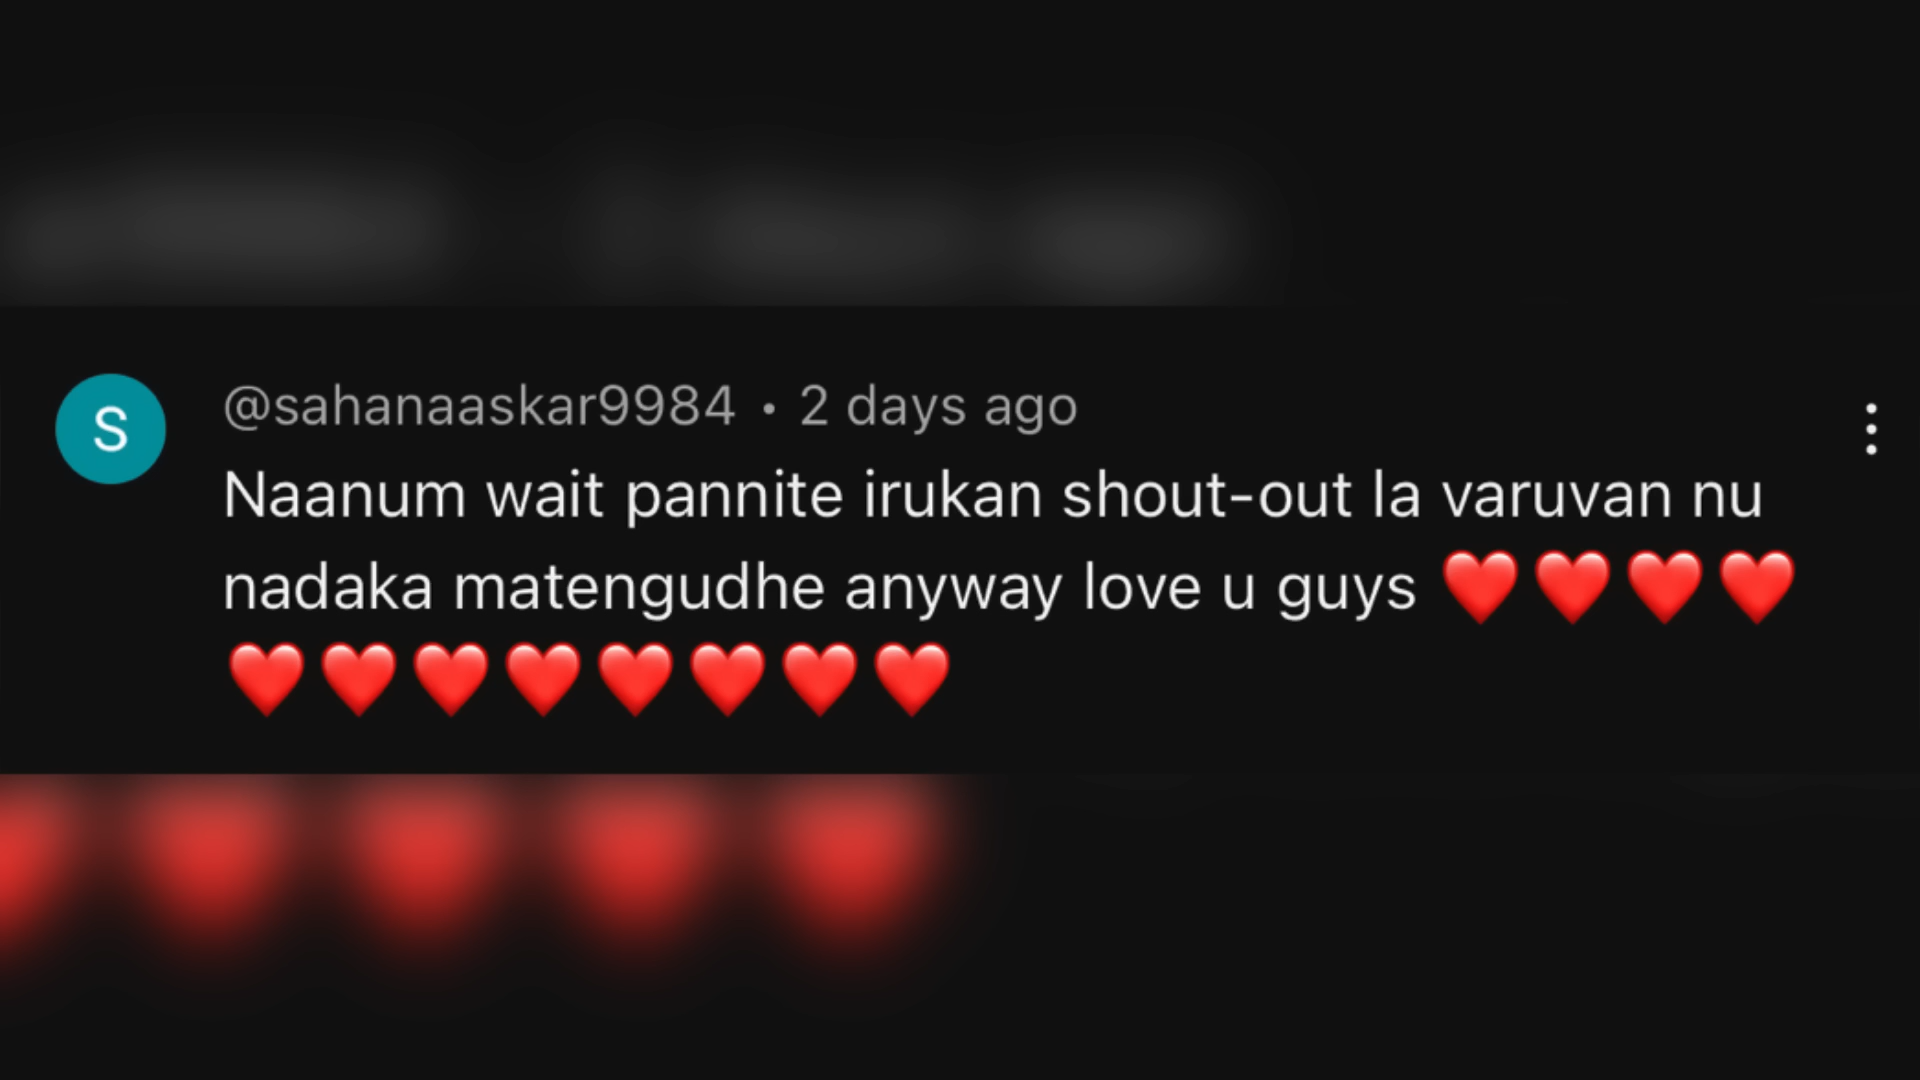 S
@sahanaaskar9984 • 2 days ago
Naanum wait pannite irukan shout-out la varuvan nu
nadaka matengudhe anyway love u guys ❤️❤️❤️❤️
❤️❤️❤️❤️❤️❤️❤️❤️